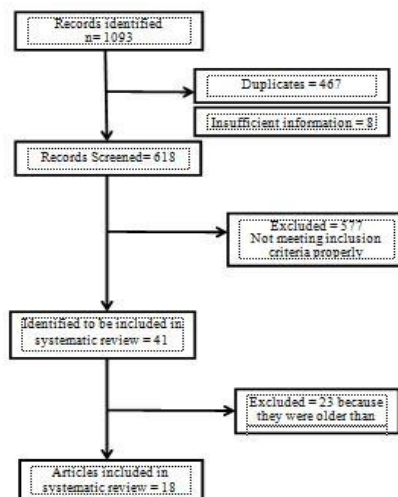 Records identified
n= 1093
Duplicates = 467
Insufficient information = 8
Records Screened= 618
Excluded = 577
Not meeting inclusion
criteria properly
Identified to be included in
systematic review = 41
Excluded = 23 because
they were older than
Articles included in
systematic review = 18